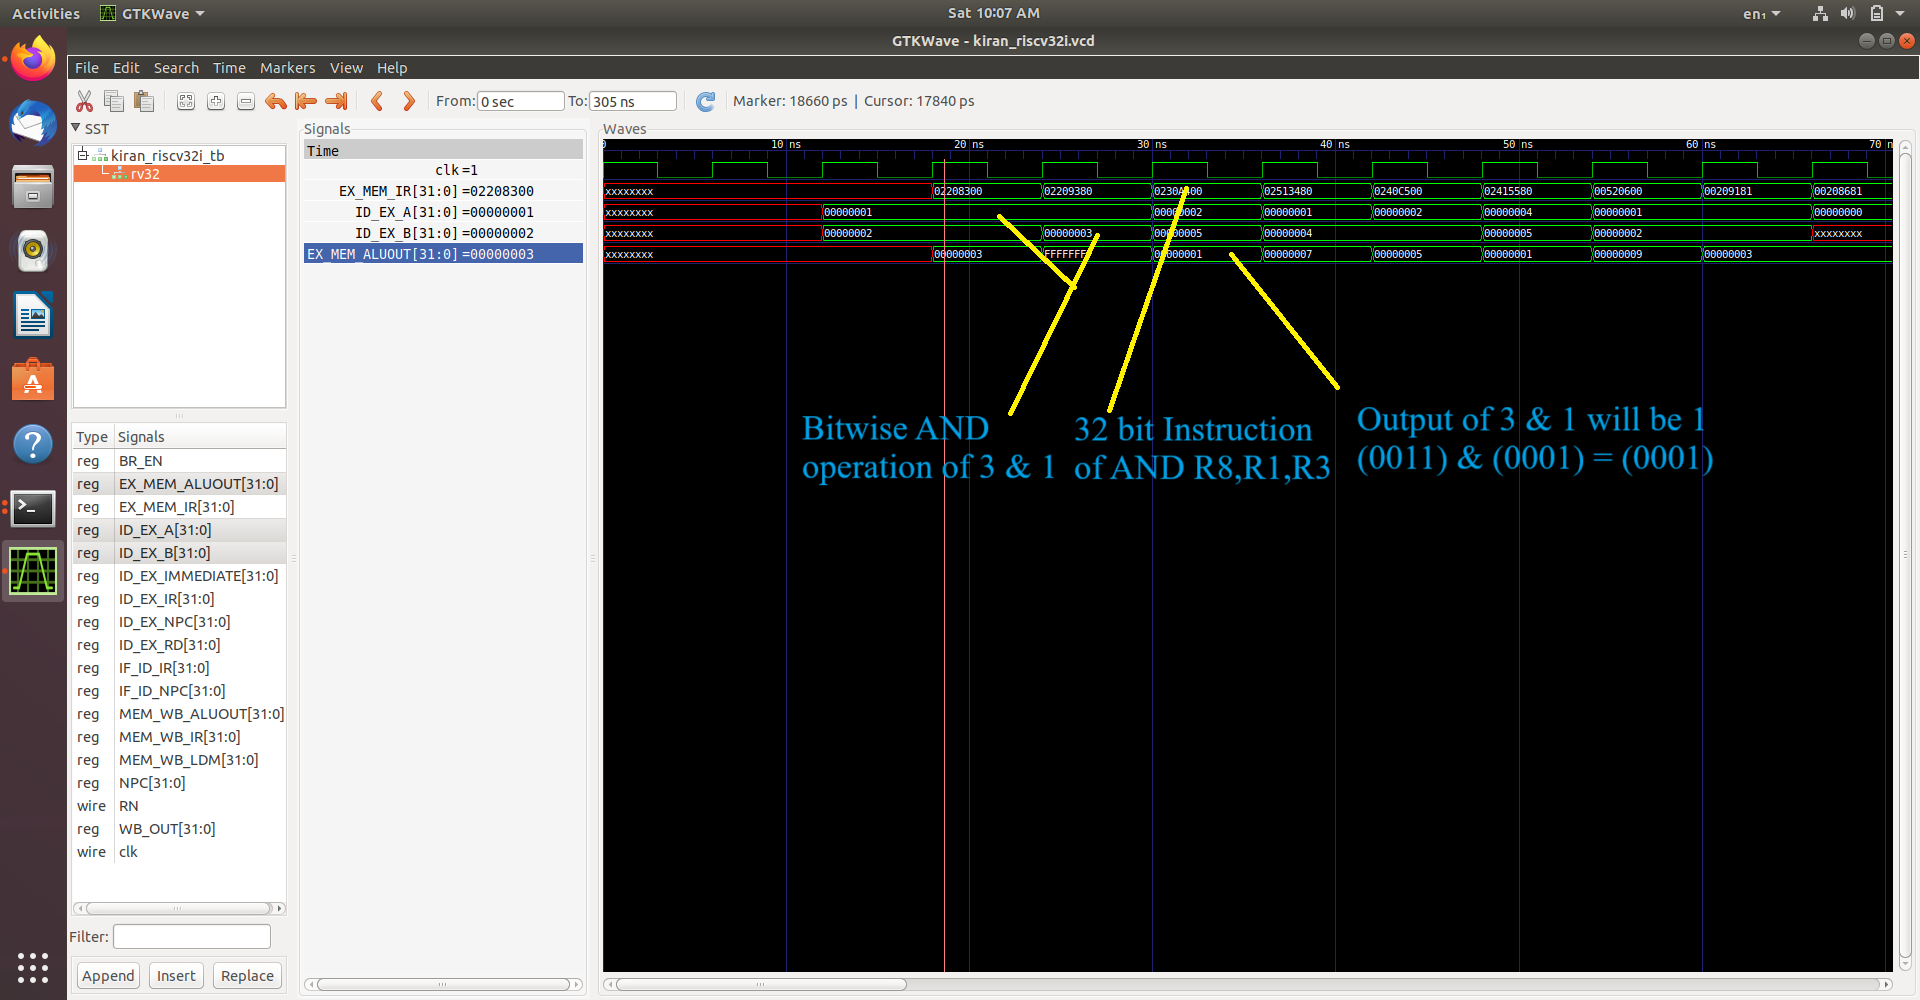 Activities GTKWave Sat 10:07 AM en₁
GTKWave - kiran_riscv32i.vcd
File Edit Search Time Markers View Help
From: 0 sec To: 305 ns Marker: 18660 ps | Cursor: 17840 ps
SST
kiran_riscv32i_tb
rv32
Type Signals
reg BR_EN
reg EX_MEM_ALUOUT[31:0]
reg EX_MEM_IR[31:0]
reg ID_EX_A[31:0]
reg ID_EX_B[31:0]
reg ID_EX_IMMEDIATE[31:0]
reg ID_EX_IR[31:0]
reg ID_EX_NPC[31:0]
reg ID_EX_RD[31:0]
reg IF_ID_IR[31:0]
reg IF_ID_NPC[31:0]
reg MEM_WB_ALUOUT[31:0]
reg MEM_WB_IR[31:0]
reg MEM_WB_LDM[31:0]
reg NPC[31:0]
wire RN
reg WB_OUT[31:0]
wire clk
Filter:
Append Insert Replace
Signals
Time
clk =1
EX_MEM_IR[31:0] =02208300
ID_EX_A[31:0] =00000001
ID_EX_B[31:0] =00000002
EX_MEM_ALUOUT[31:0] =00000003
Waves
0 10 ns 20 ns 30 ns 40 ns 50 ns 60 ns 70 n
xxxxxxxx 02208300 02209380 02513480 0240C500 02415580 00520600 00209181 00208681
xxxxxxxx 00000001 00000002 00000001 00000002 00000004 00000001 00000000
xxxxxxxx 00000002 00000003 00000005 00000004 00000005 00000002 xxxxxxxx
xxxxxxxx 00000003 FFFFFFFF 00000001 00000007 00000005 00000001 00000009 00000003
Bitwise AND
operation of 3 & 1
32 bit Instruction
of AND R8,R1,R3
Output of 3 & 1 will be 1
(0011) & (0001) = (0001)